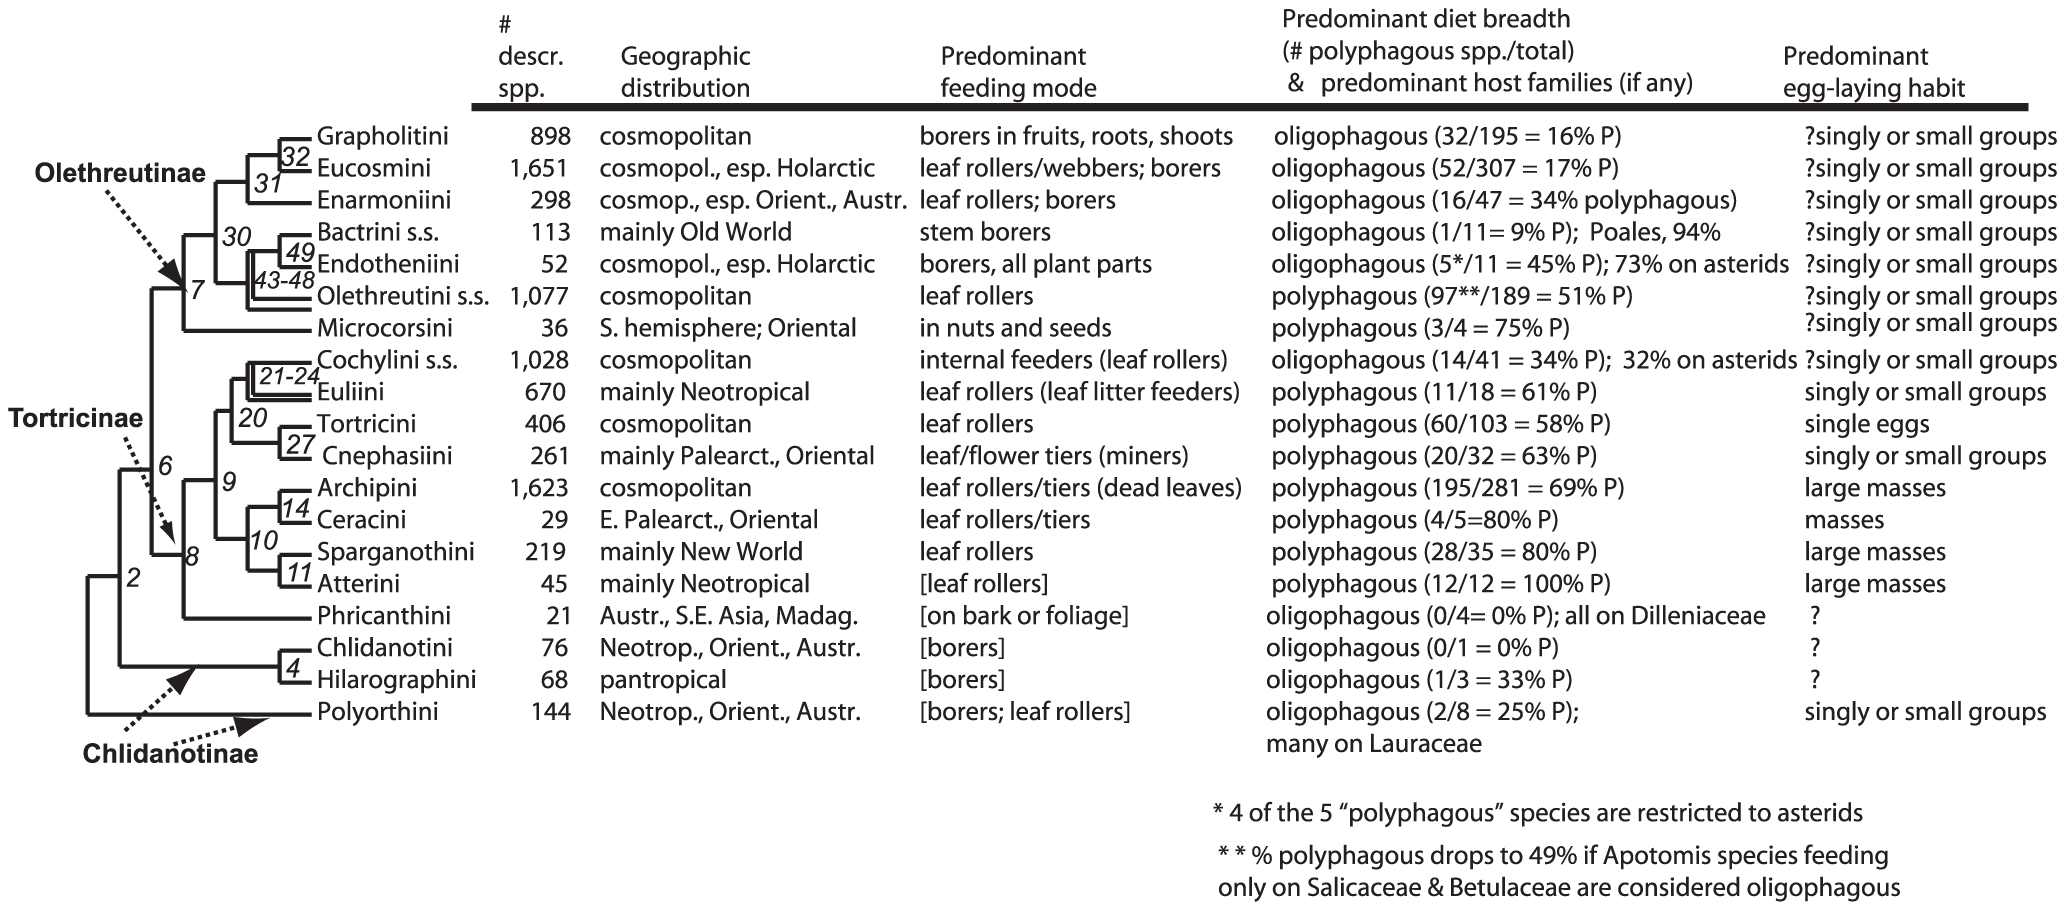 #
descr.
spp.
Geographic
distribution
Predominant
feeding mode
Predominant diet breadth
(# polyphagous spp./total)
& predominant host families (if any)
Predominant
egg-laying habit
Grapholitini 898 cosmopolitan borers in fruits, roots, shoots oligophagous (32/195 = 16% P) ?singly or small groups
32
Olethreutinae
Eucosmini 1,651 cosmopol., esp. Holarctic leaf rollers/webbers; borers oligophagous (52/307 = 17% P) ?singly or small groups
31
Enarmoniini 298 cosmop., esp. Orient., Austr. leaf rollers; borers oligophagous (16/47 = 34% polyphagous) ?singly or small groups
30
Bactrini s.s. 113 mainly Old World stem borers oligophagous (1/11= 9% P); Poales, 94% ?singly or small groups
49
Endotheniini 52 cosmopol., esp. Holarctic borers, all plant parts oligophagous (5*/11 = 45% P); 73% on asterids ?singly or small groups
43-48
7
Olethreutini s.s. 1,077 cosmopolitan leaf rollers polyphagous (97**/189 = 51% P) ?singly or small groups
Microcorsini 36 S. hemisphere; Oriental in nuts and seeds polyphagous (3/4 = 75% P) ?singly or small groups
Cochylini s.s. 1,028 cosmopolitan internal feeders (leaf rollers) oligophagous (14/41 = 34% P); 32% on asterids ?singly or small groups
21-24
Euliini 670 mainly Neotropical leaf rollers (leaf litter feeders) polyphagous (11/18 = 61% P) singly or small groups
Tortricinae
20
Tortricini 406 cosmopolitan leaf rollers polyphagous (60/103 = 58% P) single eggs
27
Cnephasiini 261 mainly Palearct., Oriental leaf/flower tiers (miners) polyphagous (20/32 = 63% P) singly or small groups
6
9
Archipini 1,623 cosmopolitan leaf rollers/tiers (dead leaves) polyphagous (195/281 = 69% P) large masses
14
Ceracini 29 E. Palearct., Oriental leaf rollers/tiers polyphagous (4/5=80% P) masses
10
Sparganothini 219 mainly New World leaf rollers polyphagous (28/35 = 80% P) large masses
8
11
Atterini 45 mainly Neotropical [leaf rollers] polyphagous (12/12 = 100% P) large masses
2
Phricanthini 21 Austr., S.E. Asia, Madag. [on bark or foliage] oligophagous (0/4= 0% P); all on Dilleniaceae ?
Chlidanotini 76 Neotrop., Orient., Austr. [borers] oligophagous (0/1 = 0% P) ?
4
Hilarographini 68 pantropical [borers] oligophagous (1/3 = 33% P) ?
Polyorthini 144 Neotrop., Orient., Austr. [borers; leaf rollers] oligophagous (2/8 = 25% P); singly or small groups
many on Lauraceae
Chlidanotinae
* 4 of the 5 “polyphagous” species are restricted to asterids
* * % polyphagous drops to 49% if Apotomis species feeding
only on Salicaceae & Betulaceae are considered oligophagous